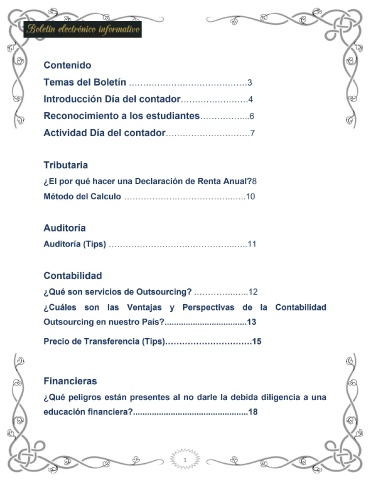 Boletín electrónico informativo
Contenido
Temas del Boletín ……………………………………3
Introducción Día del contador……………………4
Reconocimiento a los estudiantes……………..6
Actividad Día del contador…………………………7
Tributaria
¿El por qué hacer una Declaración de Renta Anual?8
Método del Calculo …………………………………….10
Auditoría
Auditoría (Tips) …………………………………………..11
Contabilidad
¿Qué son servicios de Outsourcing? ………………..12
¿Cuáles son las Ventajas y Perspectivas de la Contabilidad
Outsourcing en nuestro País?...................................13
Precio de Transferencia (Tips)…………………………15
Financieras
¿Qué peligros están presentes al no darle la debida diligencia a una
educación financiera?................................................18
1